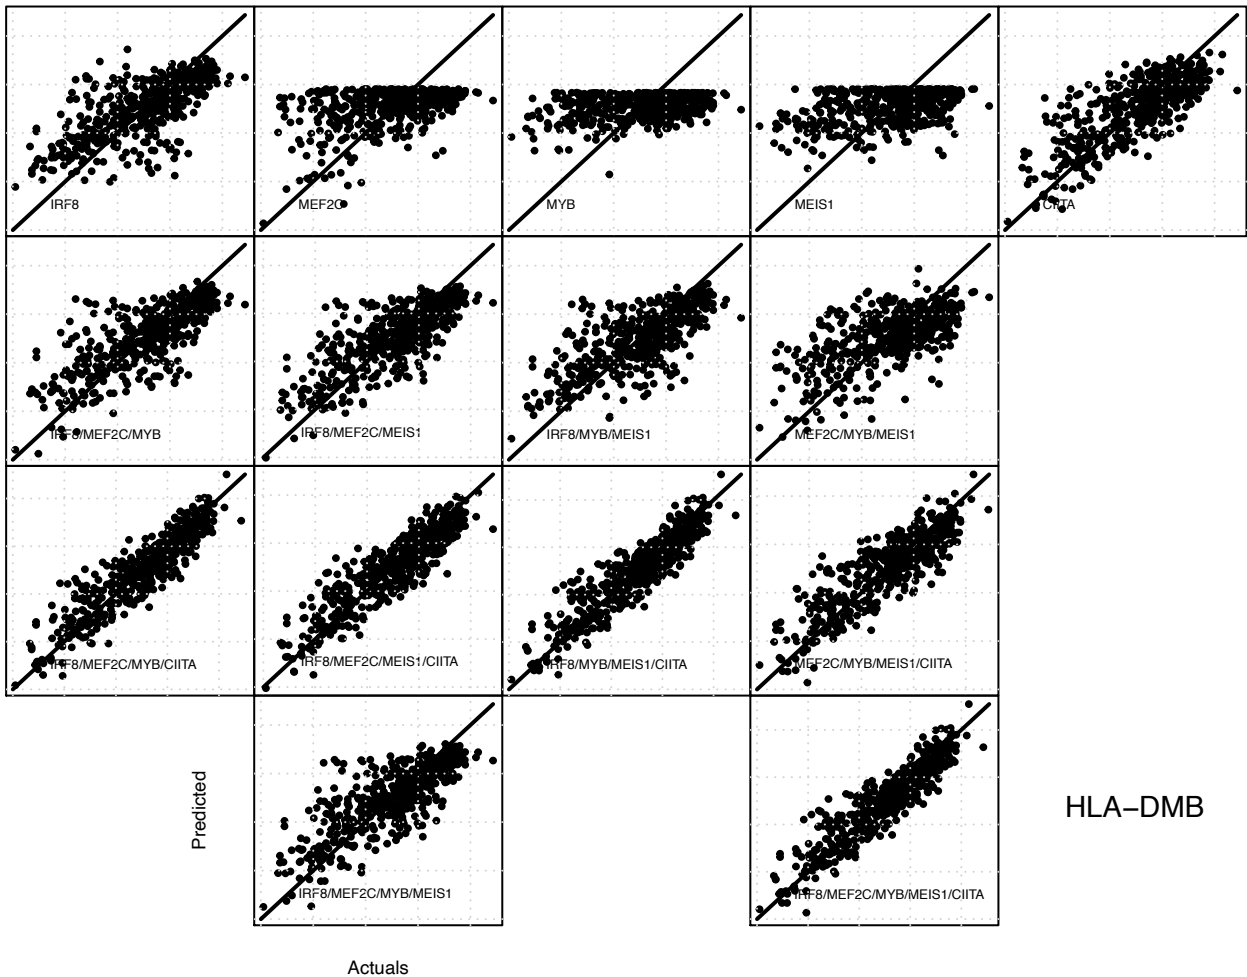 IRF8
MEF2C
MYB
MEIS1
CIITA
IRF8/MEF2C/MYB
IRF8/MEF2C/MEIS1
IRF8/MYB/MEIS1
MEF2C/MYB/MEIS1
IRF8/MEF2C/MYB/CIITA
IRF8/MEF2C/MEIS1/CIITA
IRF8/MYB/MEIS1/CIITA
MEF2C/MYB/MEIS1/CIITA
Predicted
IRF8/MEF2C/MYB/MEIS1
IRF8/MEF2C/MYB/MEIS1/CIITA
HLA−DMB
Actuals